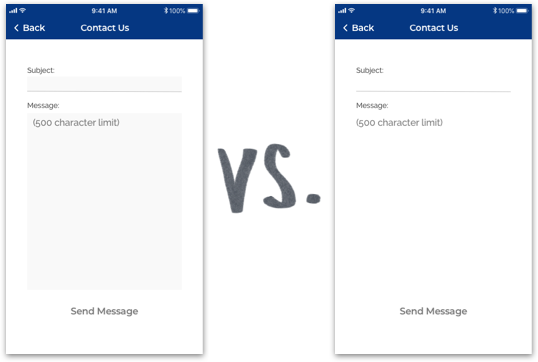 9:41 AM
100%
Back
Contact Us
Subject:
Message:
(500 character limit)
Send Message
VS.
9:41 AM
100%
Back
Contact Us
Subject:
Message:
(500 character limit)
Send Message